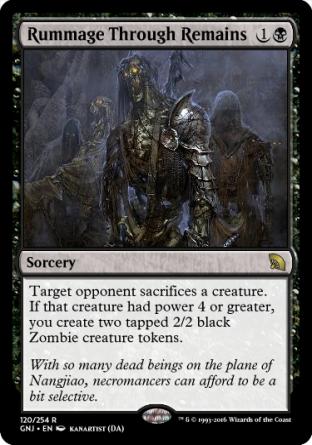 Rummage Through Remains 1
Sorcery
Target opponent sacrifices a creature.
If that creature had power 4 or greater,
you create two tapped 2/2 black
Zombie creature tokens.
With so many dead beings on the plane of
Nangjiao, necromancers can afford to be a
bit selective.
120/254 R
GNJ • EN KANARTIST (DA)
™ & © 1993-2016 Wizards of the Coast